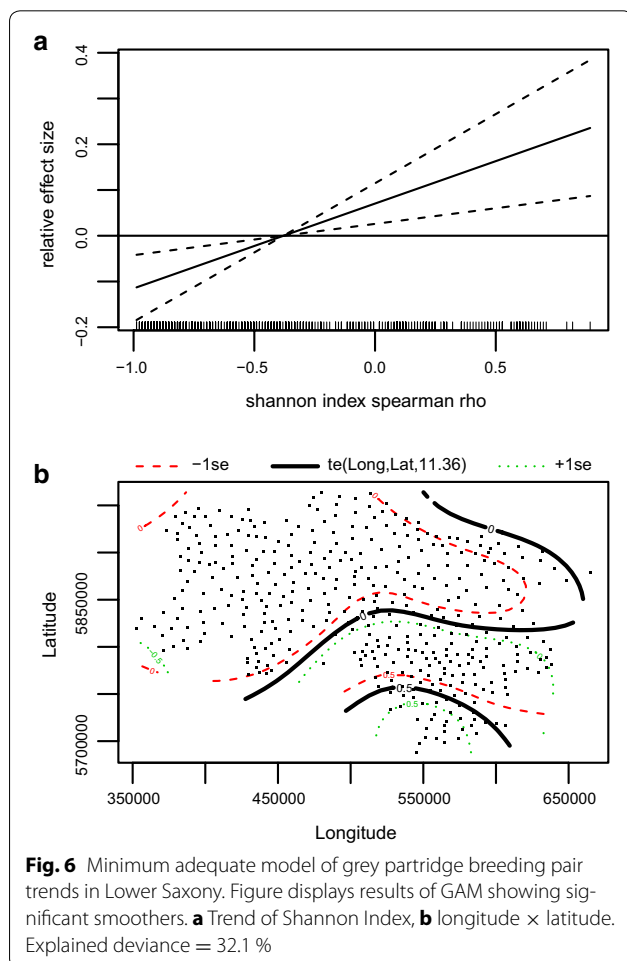 a
0.4
0.2
0.0
−0.2
relative effect size
−1.0 −0.5 0.0 0.5
shannon index spearman rho
b
−1se te(Long,Lat,11.36) +1se
0 0 0 0
0
-0.5
0.5
0.5
0.5
5850000
5700000
Latitude
350000 450000 550000 650000
Longitude
Fig. 6 Minimum adequate model of grey partridge breeding pair
trends in Lower Saxony. Figure displays results of GAM showing sig-
nificant smoothers. a Trend of Shannon Index, b longitude × latitude.
Explained deviance = 32.1 %